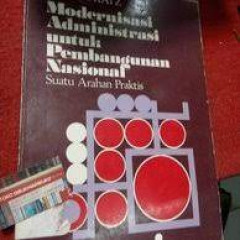 Modernisasi
Administrasi
untuk
Pembangunan
Nasional
Suatu Arahan Praktis